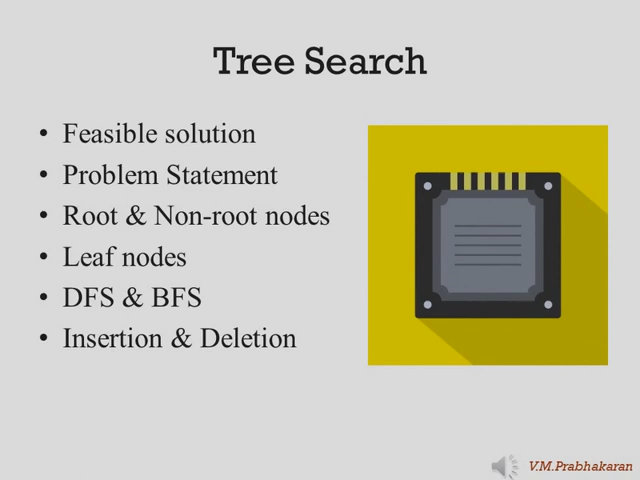 Tree Search
• Feasible solution
• Problem Statement
• Root & Non-root nodes
• Leaf nodes
• DFS & BFS
• Insertion & Deletion
V.M.Prabhakaran